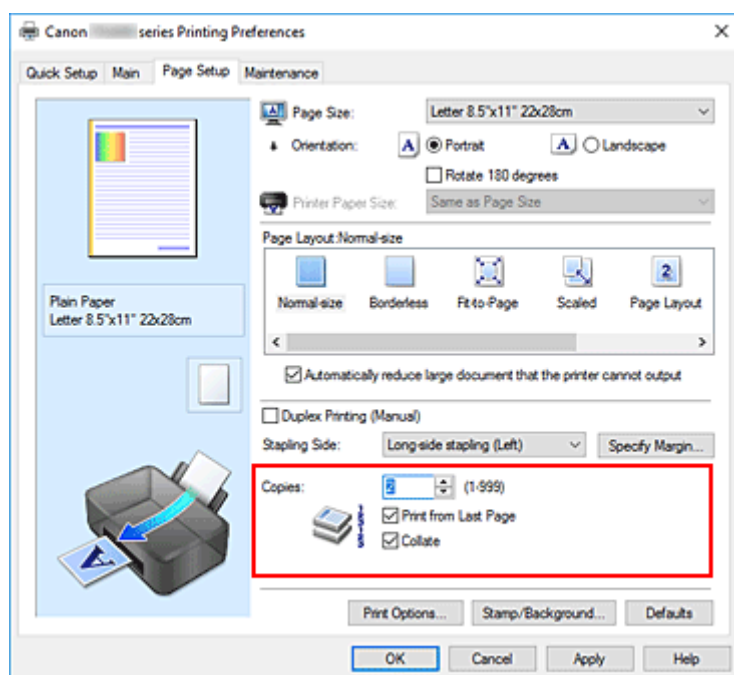 Canon series Printing Preferences
Quick Setup Main Page Setup Maintenance
Page Size: Letter 8.5"x11" 22x28cm
Orientation: A Portrait A Landscape
Rotate 180 degrees
Printer Paper Size: Same as Page Size
Page Layout:Normal-size
2
Normal-size Borderless Fit-to-Page Scaled Page Layout
Plain Paper
Letter 8.5"x11" 22x28cm
Automatically reduce large document that the printer cannot output
Duplex Printing (Manual)
Stapling Side: Long-side stapling (Left) Specify Margin...
Copies: 2 (1-999)
Print from Last Page
Collate
A
Print Options... Stamp/Background... Defaults
OK Cancel Apply Help